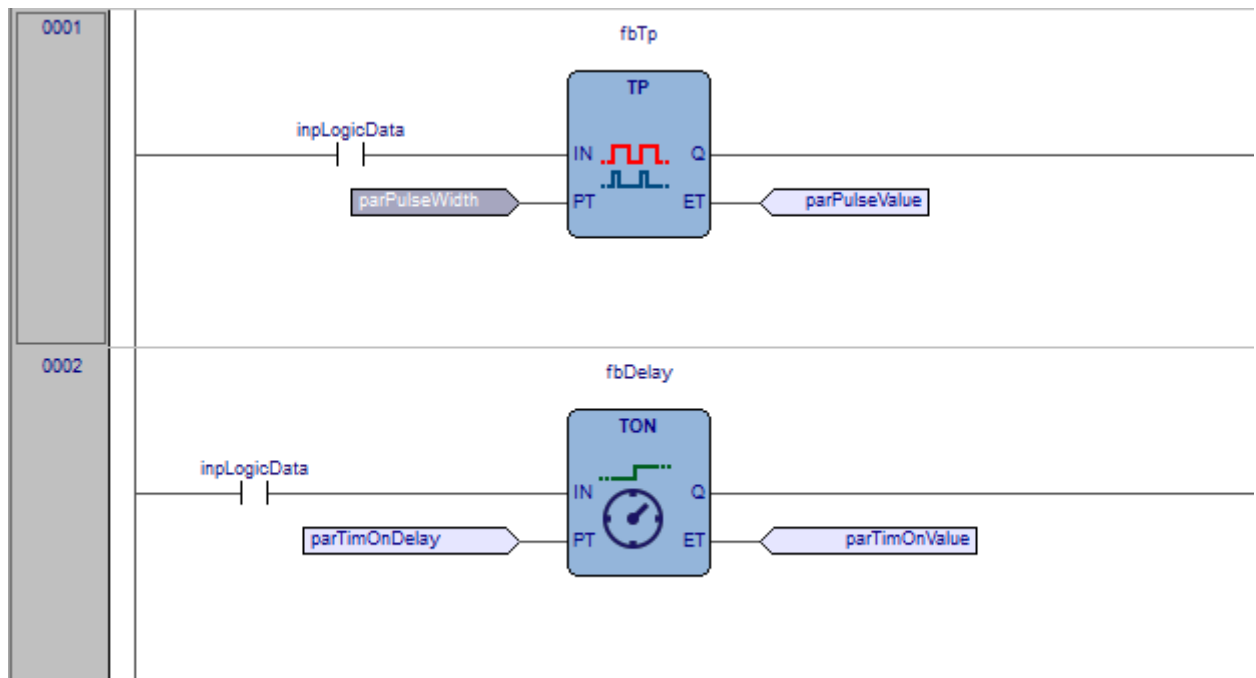 0001
fbTp
TP
inpLogicData
IN Q
parPulseWidth PT ET parPulseValue
0002
fbDelay
TON
inpLogicData
IN Q
parTimOnDelay PT ET parTimOnValue